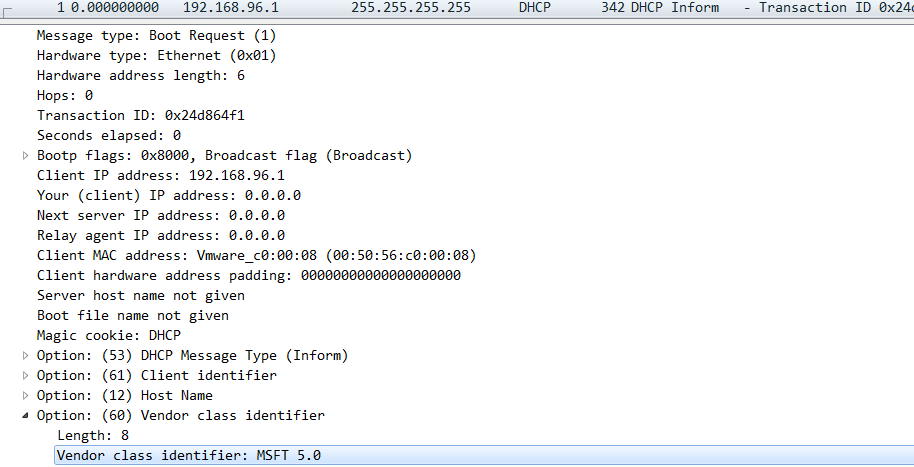 1 0.000000000 192.168.96.1 255.255.255.255 DHCP 342 DHCP Inform - Transaction ID 0x24d
Message type: Boot Request (1)
Hardware type: Ethernet (0x01)
Hardware address length: 6
Hops: 0
Transaction ID: 0x24d864f1
Seconds elapsed: 0
Bootp flags: 0x8000, Broadcast flag (Broadcast)
Client IP address: 192.168.96.1
Your (client) IP address: 0.0.0.0
Next server IP address: 0.0.0.0
Relay agent IP address: 0.0.0.0
Client MAC address: Vmware_c0:00:08 (00:50:56:c0:00:08)
Client hardware address padding: 00000000000000000000
Server host name not given
Boot file name not given
Magic cookie: DHCP
Option: (53) DHCP Message Type (Inform)
Option: (61) Client identifier
Option: (12) Host Name
Option: (60) Vendor class identifier
Length: 8
Vendor class identifier: MSFT 5.0